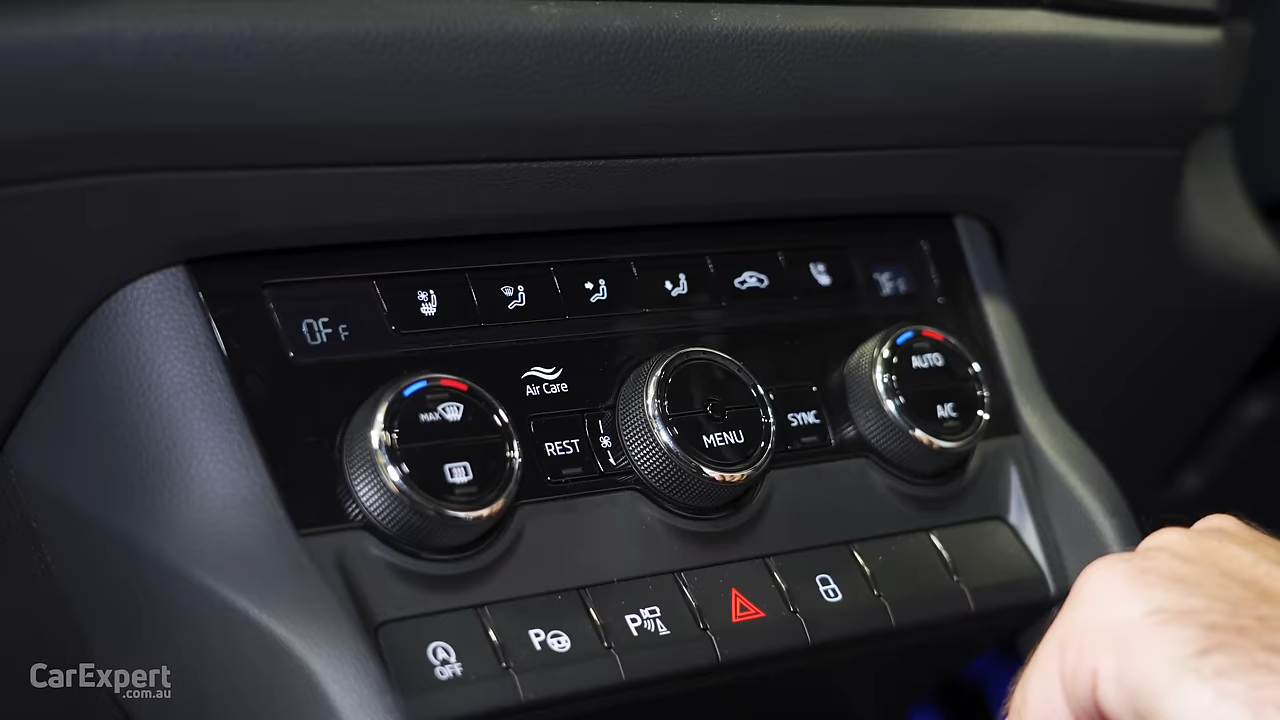 OFF
MAX
Air Care
REST
MENU
SYNC
AUTO
A/C
OFF
P
P
CarExpert
.com.au